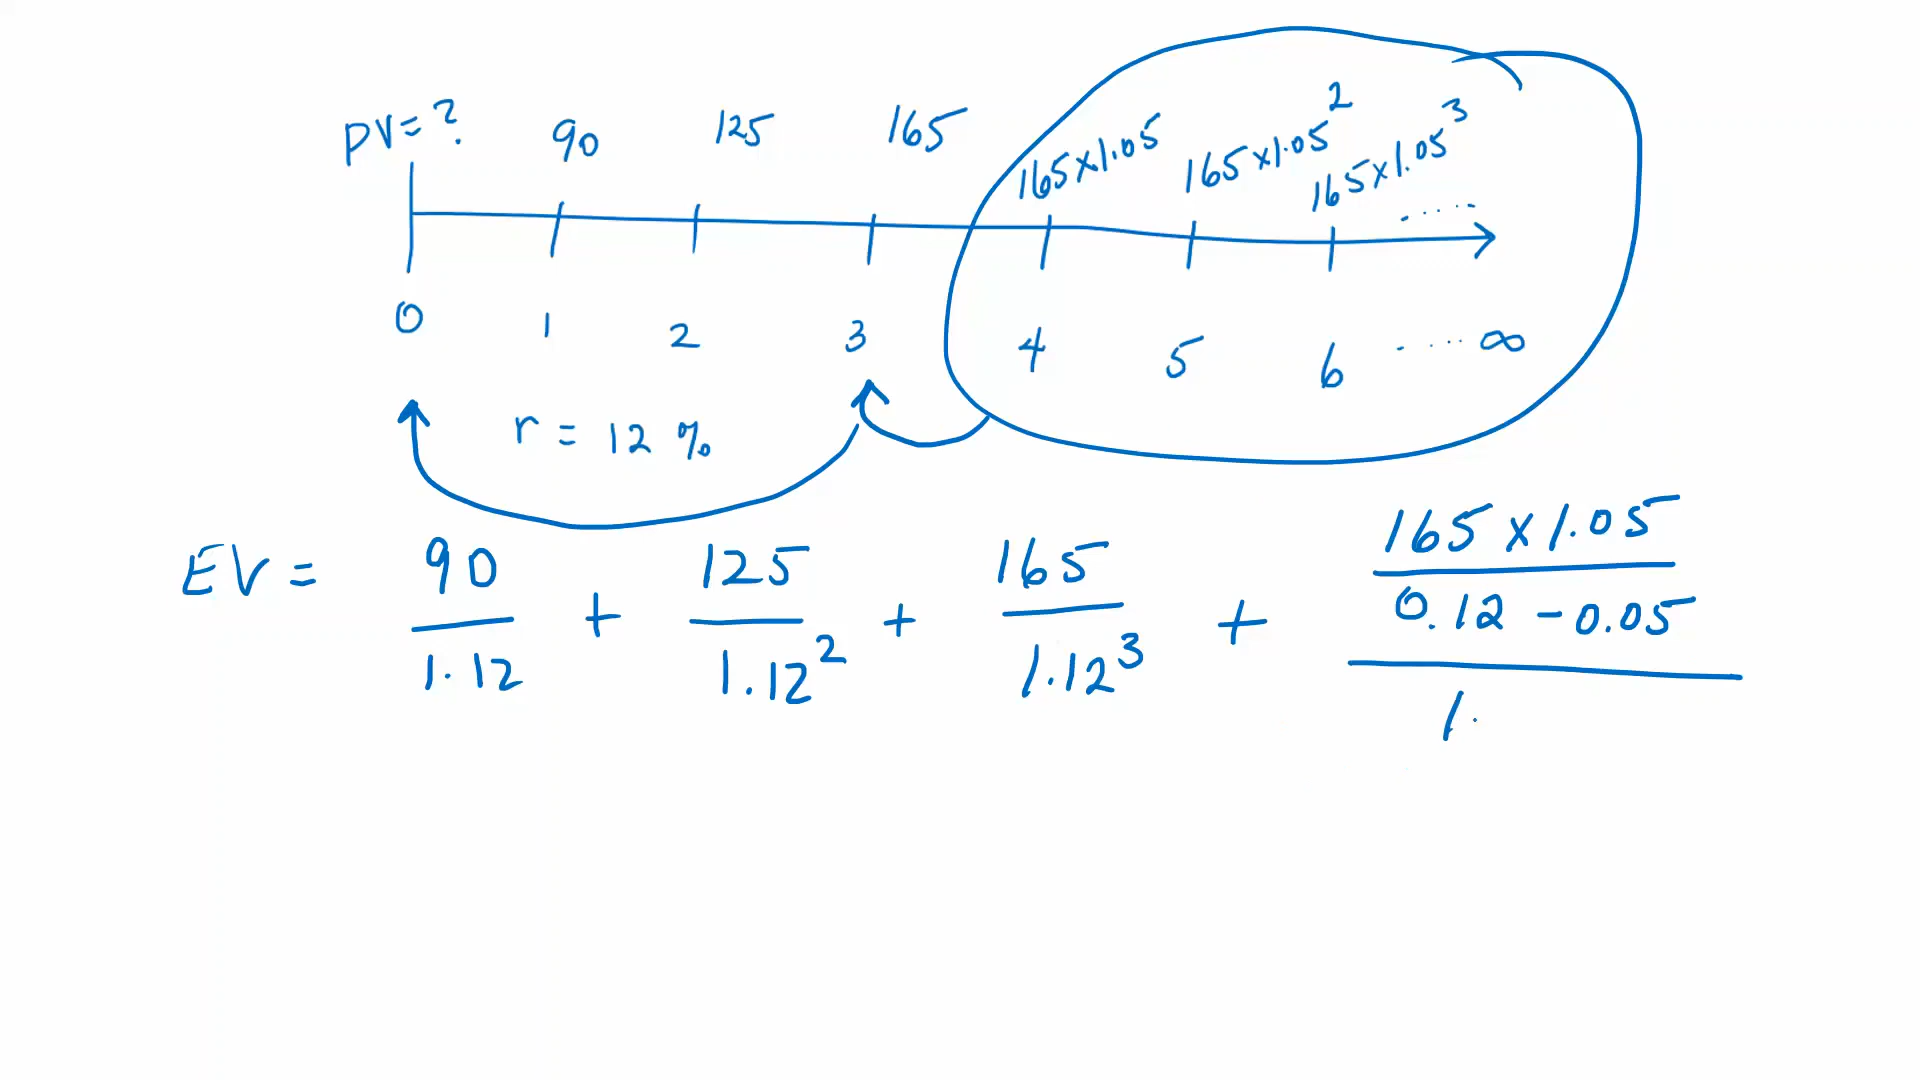 PV=? 90 125 165 165×1.05 165×1.05² 165×1.05³ .....
0 1 2 3 4 5 6 ..... ∞
r = 12 %
EV = 90/1.12 + 125/1.12² + 165/1.12³ + (165×1.05)/(0.12 - 0.05) / 1.